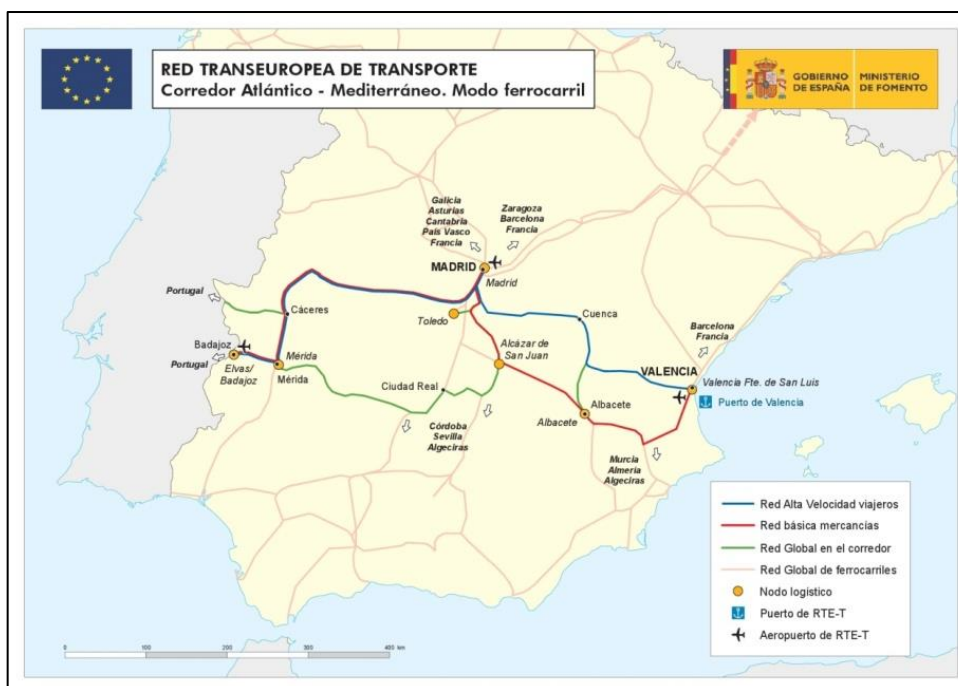 RED TRANSEUROPEA DE TRANSPORTE
Corredor Atlántico - Mediterráneo. Modo ferrocarril
GOBIERNO
DE ESPAÑA
MINISTERIO
DE FOMENTO
Galicia
Asturias
Cantabria
País Vasco
Francia
Zaragoza
Barcelona
Francia
MADRID
Madrid
Portugal
Cáceres
Toledo
Cuenca
Barcelona
Francia
Badajoz
Portugal
Elvas/
Badajoz
Mérida
Mérida
Alcázar de
San Juan
VALENCIA
Valencia Fte. de San Luis
Puerto de Valencia
Ciudad Real
Albacete
Albacete
Córdoba
Sevilla
Algeciras
Murcia
Almería
Algeciras
Red Alta Velocidad viajeros
Red básica mercancías
Red Global en el corredor
Red Global de ferrocarriles
Nodo logístico
Puerto de RTE-T
Aeropuerto de RTE-T
0 100 200 300 400 km